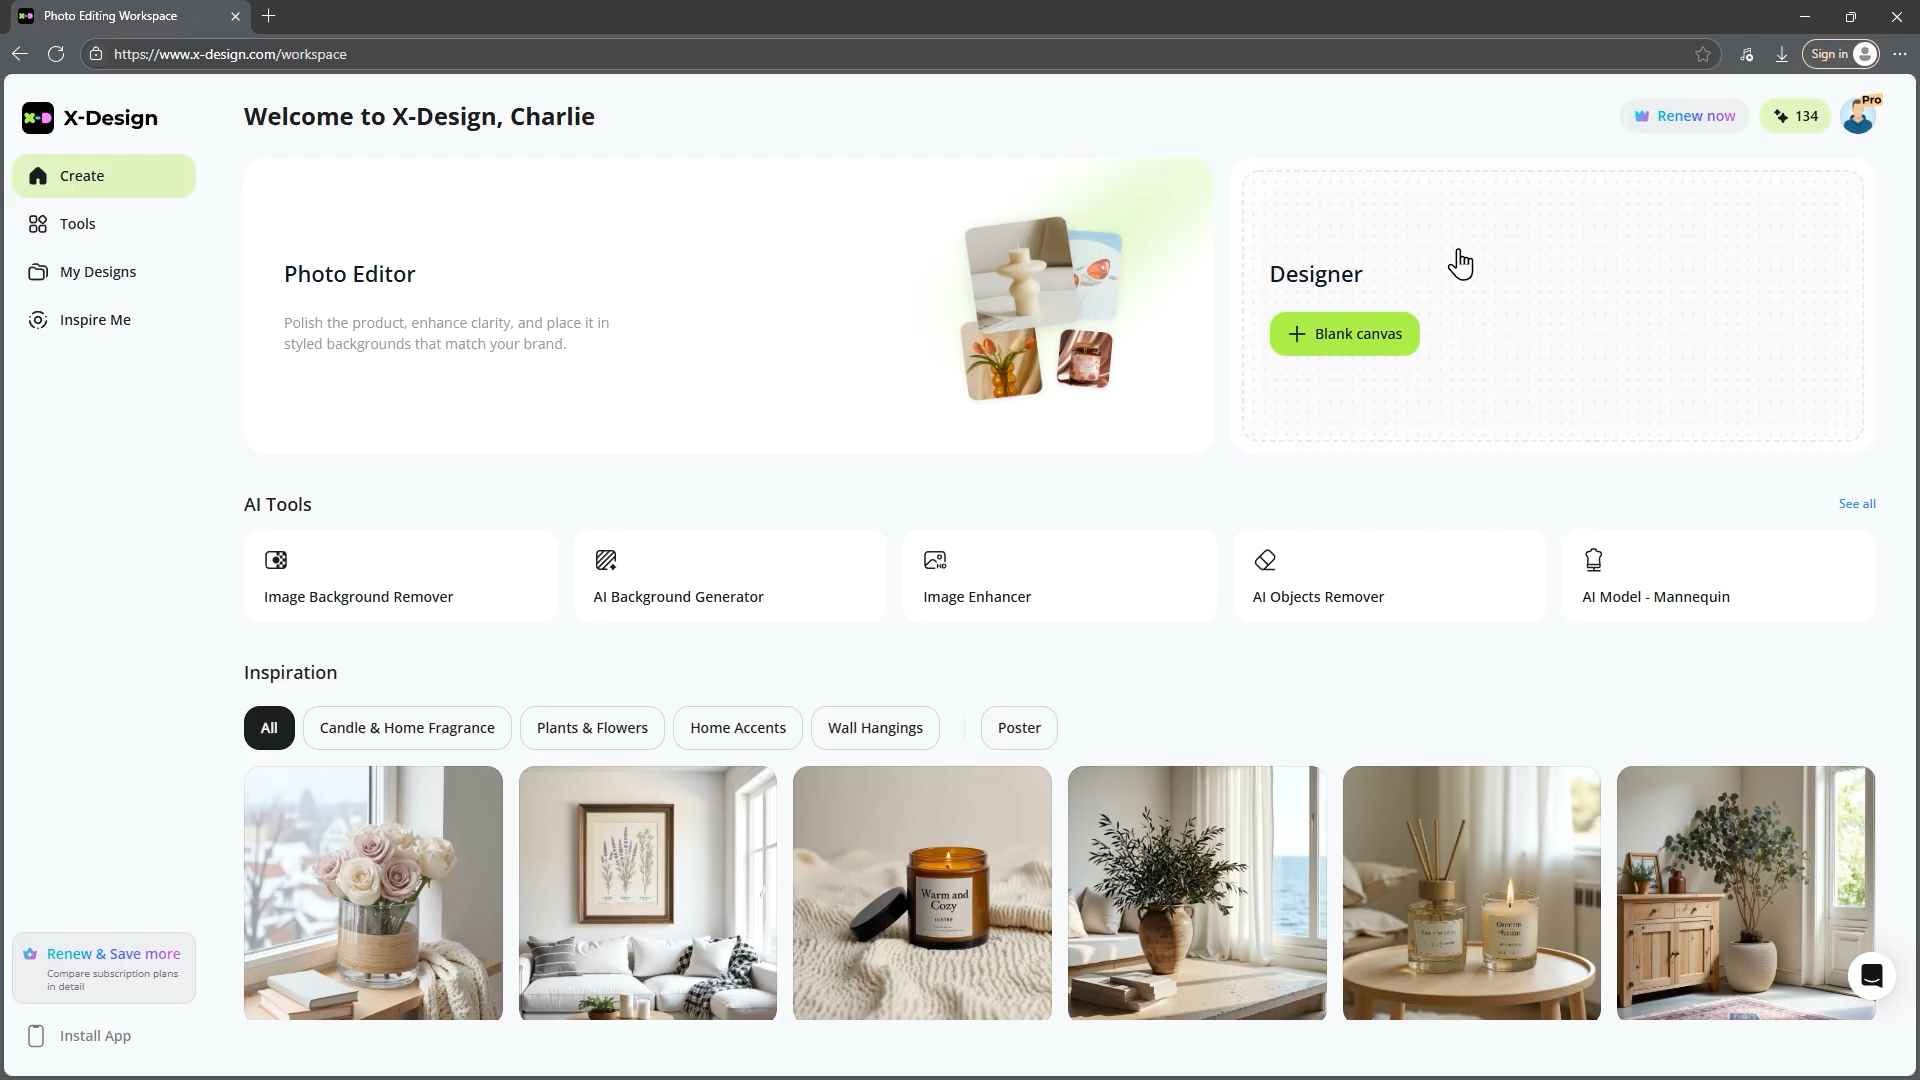 Photo Editing Workspace
https://www.x-design.com/workspace
Sign in
X-Design
Welcome to X-Design, Charlie
Renew now
134
Pro
Create
Tools
My Designs
Inspire Me
Photo Editor
Polish the product, enhance clarity, and place it in
styled backgrounds that match your brand.
Designer
Blank canvas
AI Tools
See all
Image Background Remover
AI Background Generator
Image Enhancer
AI Objects Remover
AI Model - Mannequin
Inspiration
All
Candle & Home Fragrance
Plants & Flowers
Home Accents
Wall Hangings
Poster
Warm and
Cozy
Renew & Save more
Compare subscription plans
in detail
Install App